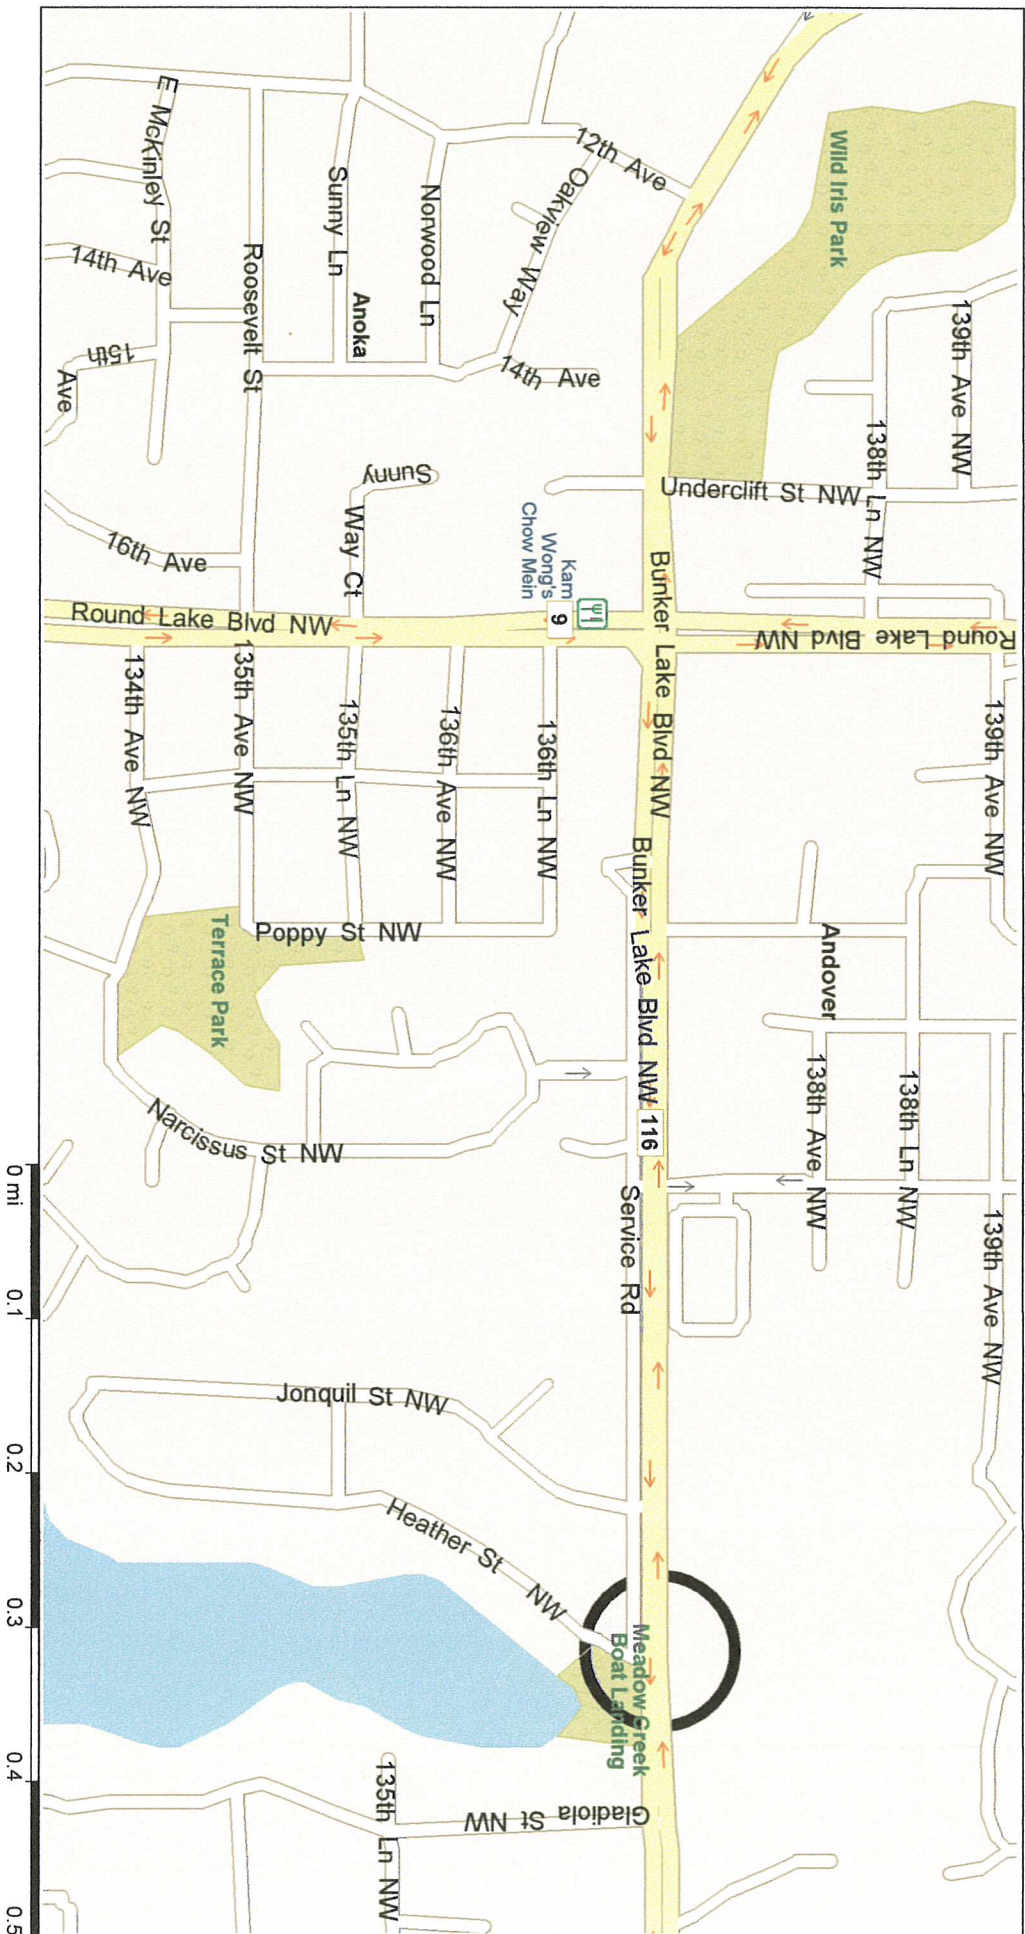 Wild Iris Park
139th Ave NW
138th Ln NW
Underclift St NW
Round Lake Blvd NW
139th Ave NW
Andover
138th Ave NW
138th Ln NW
139th Ave NW
12th Ave
Oakview Way
Norwood Ln
Sunny Ln
Anoka
E McKinley St
14th Ave
Roosevelt St
15th
Ave
14th Ave
Sunny
Way Ct
16th Ave
Kam
Wong's
Chow Mein
9
Round Lake Blvd NW
Bunker Lake Blvd NW
Bunker Lake Blvd NW
116
Service Rd
134th Ave NW
135th Ave NW
135th Ln NW
136th Ave NW
136th Ln NW
Poppy St NW
Terrace Park
Narcissus St NW
Jonquil St NW
Heather St NW
Meadow Creek
Boat Landing
Gladiola St NW
135th Ln NW
0 mi
0.1
0.2
0.3
0.4
0.5